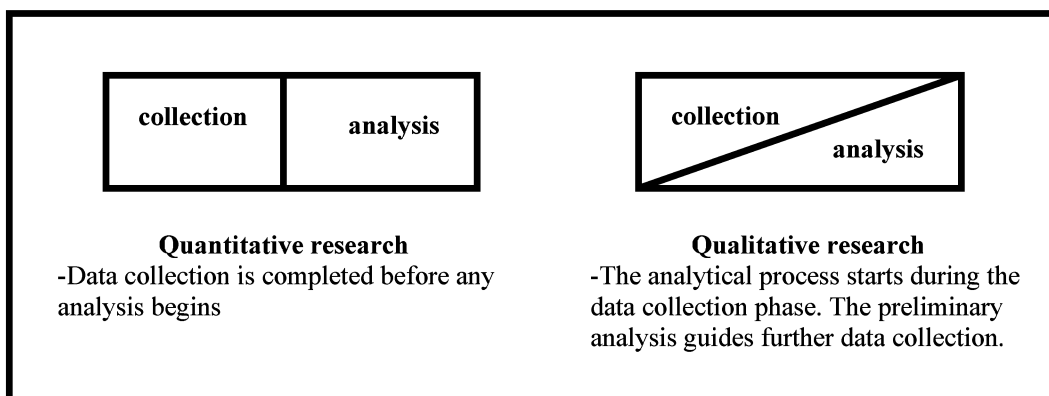 collection
analysis
Quantitative research
-Data collection is completed before any
analysis begins
collection
analysis
Qualitative research
-The analytical process starts during the
data collection phase. The preliminary
analysis guides further data collection.